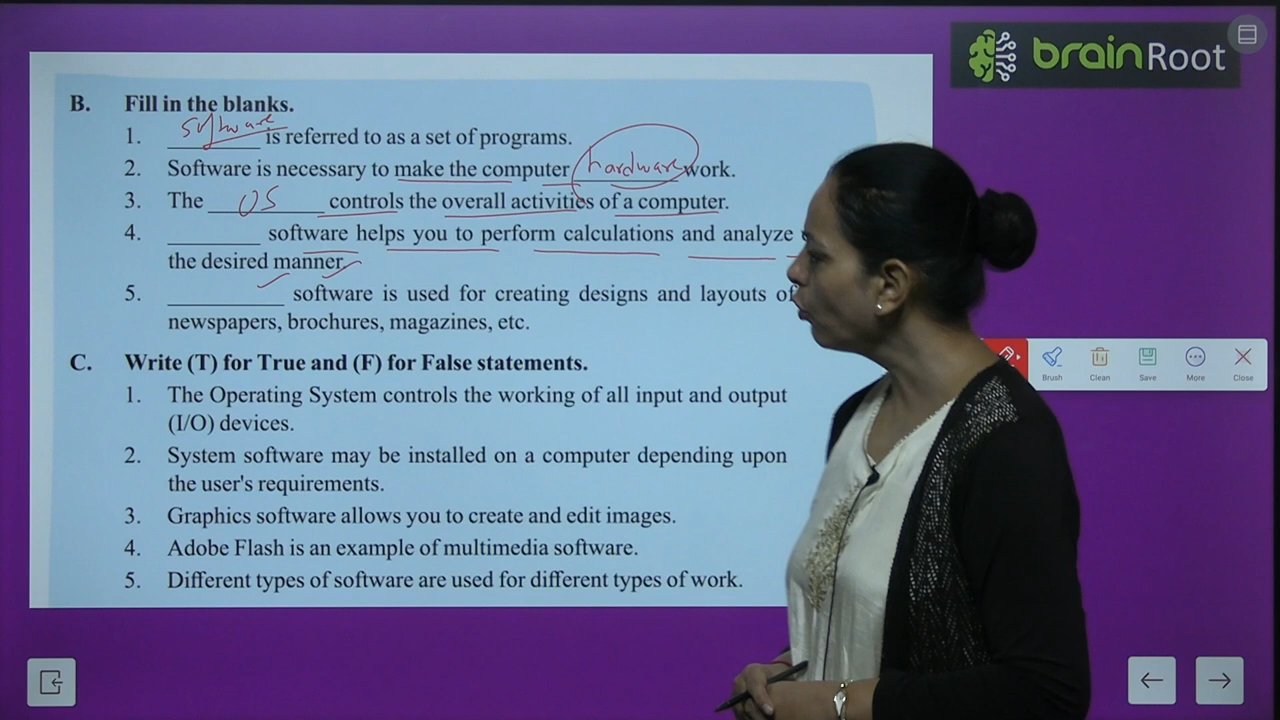 brainRoot
B. Fill in the blanks.
1. software is referred to as a set of programs.
2. Software is necessary to make the computer hardware work.
3. The OS controls the overall activities of a computer.
4. __________ software helps you to perform calculations and analyze
the desired manner.
5. __________ software is used for creating designs and layouts of
newspapers, brochures, magazines, etc.
C. Write (T) for True and (F) for False statements.
1. The Operating System controls the working of all input and output
(I/O) devices.
2. System software may be installed on a computer depending upon
the user's requirements.
3. Graphics software allows you to create and edit images.
4. Adobe Flash is an example of multimedia software.
5. Different types of software are used for different types of work.
Brush Clean Save More Close